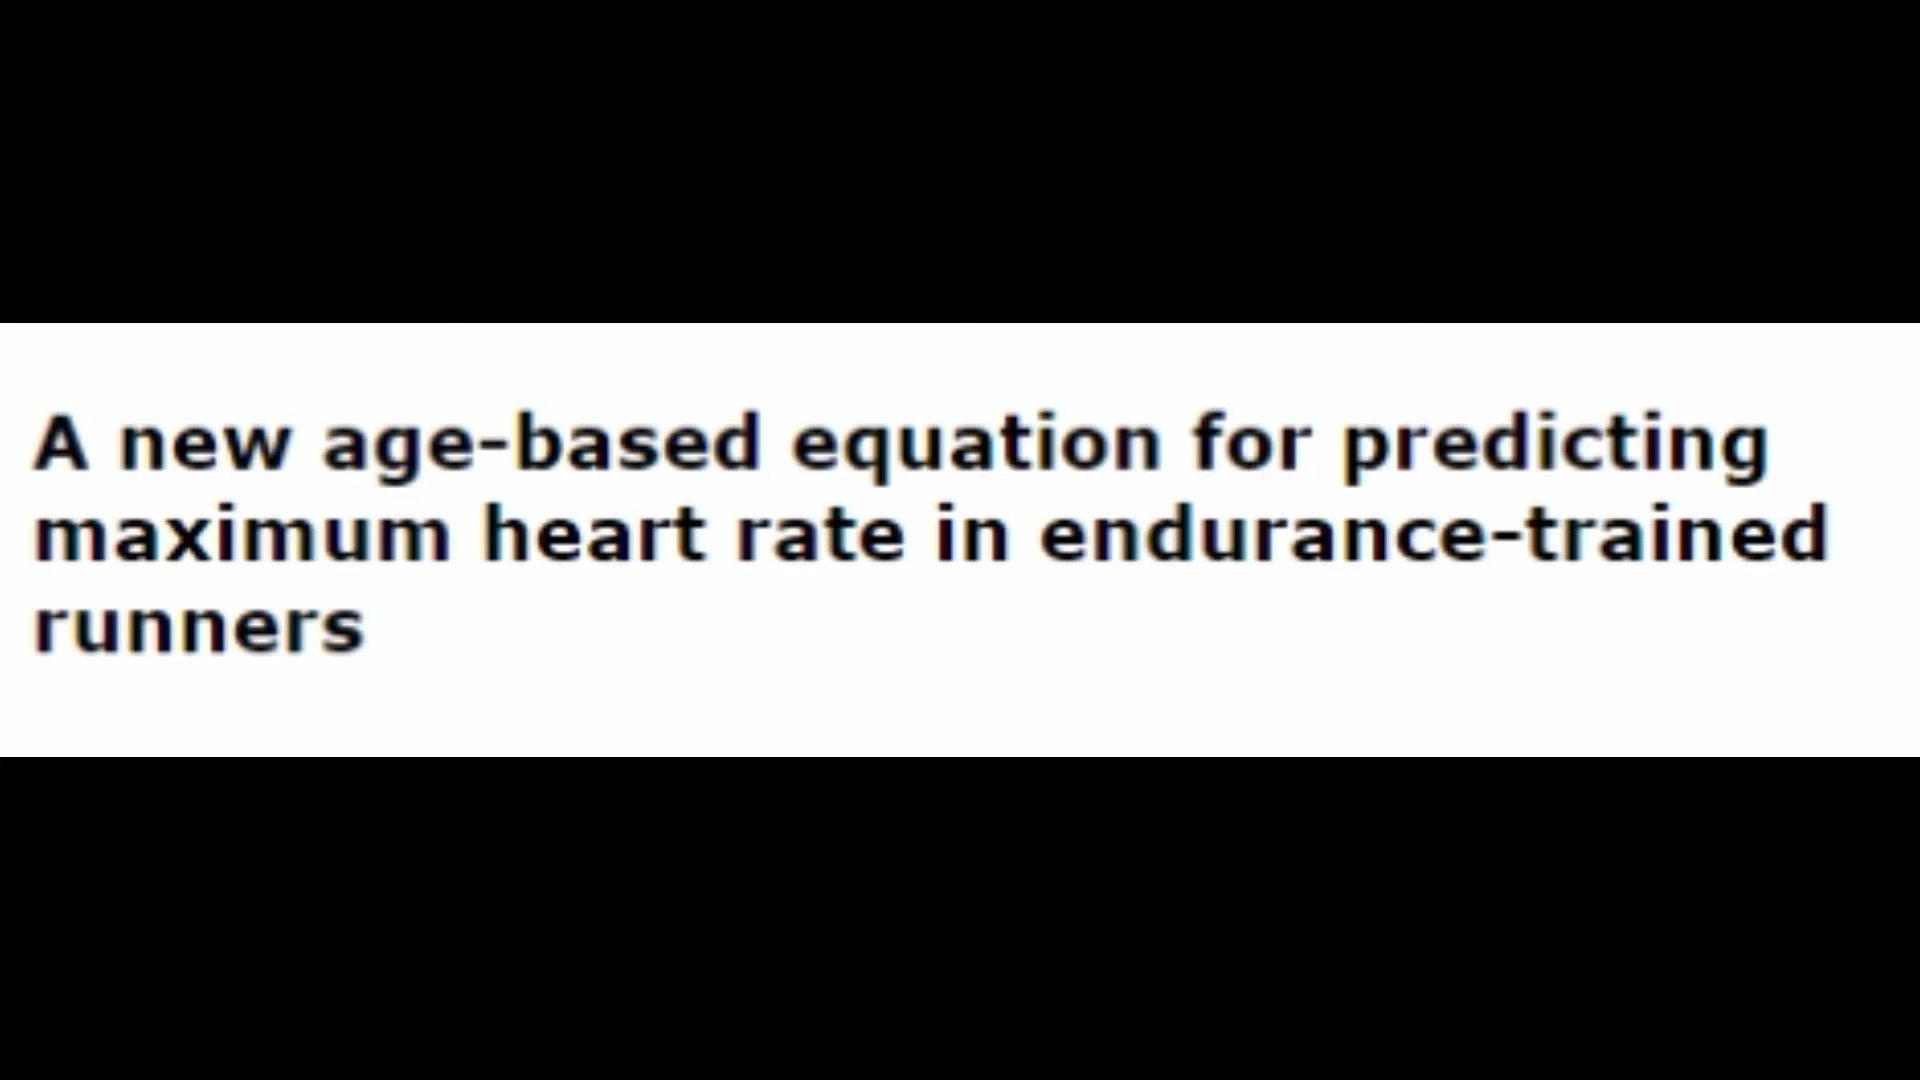 A new age-based equation for predicting
maximum heart rate in endurance-trained
runners